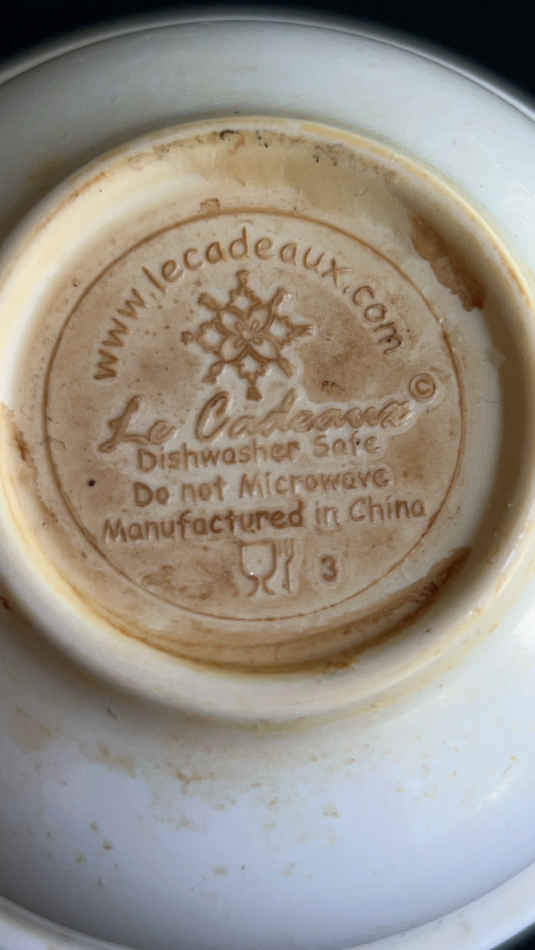 www.lecadeaux.com
Le Cadeaux ©
Dishwasher Safe
Do not Microwave
Manufactured in China
3